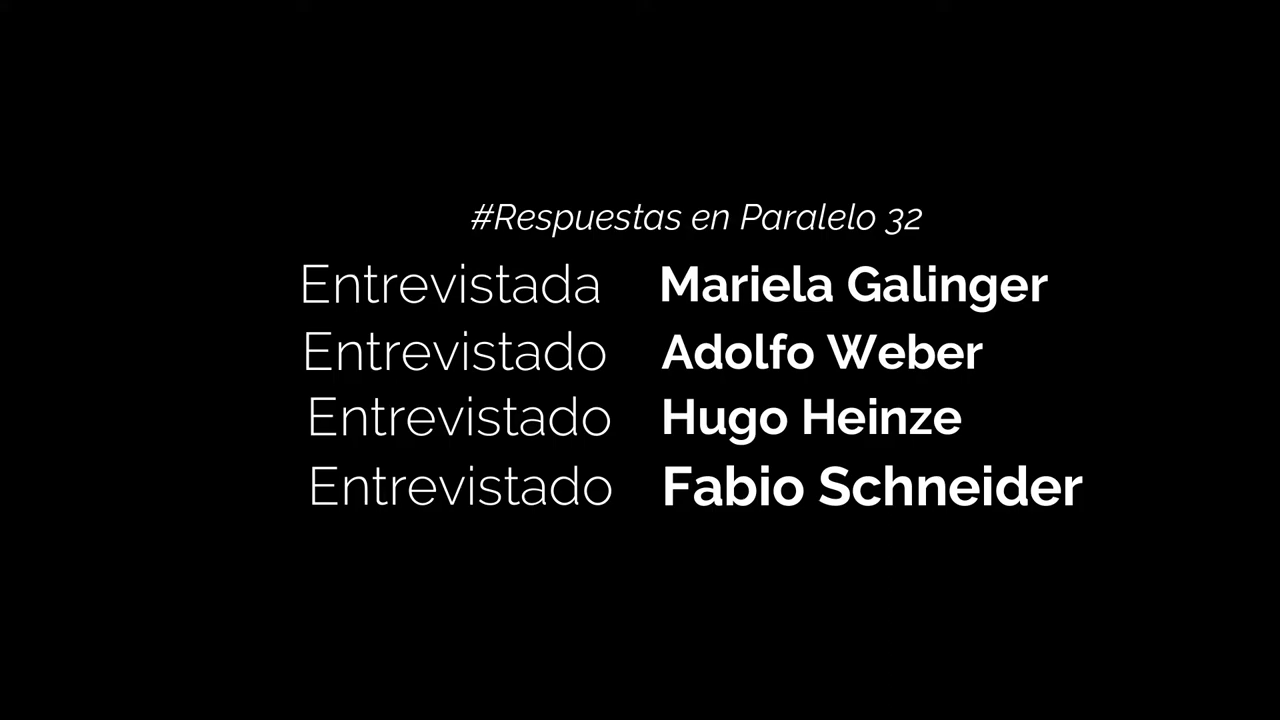 #Respuestas en Paralelo 32
Entrevistada Mariela Galinger
Entrevistado Adolfo Weber
Entrevistado Hugo Heinze
Entrevistado Fabio Schneider